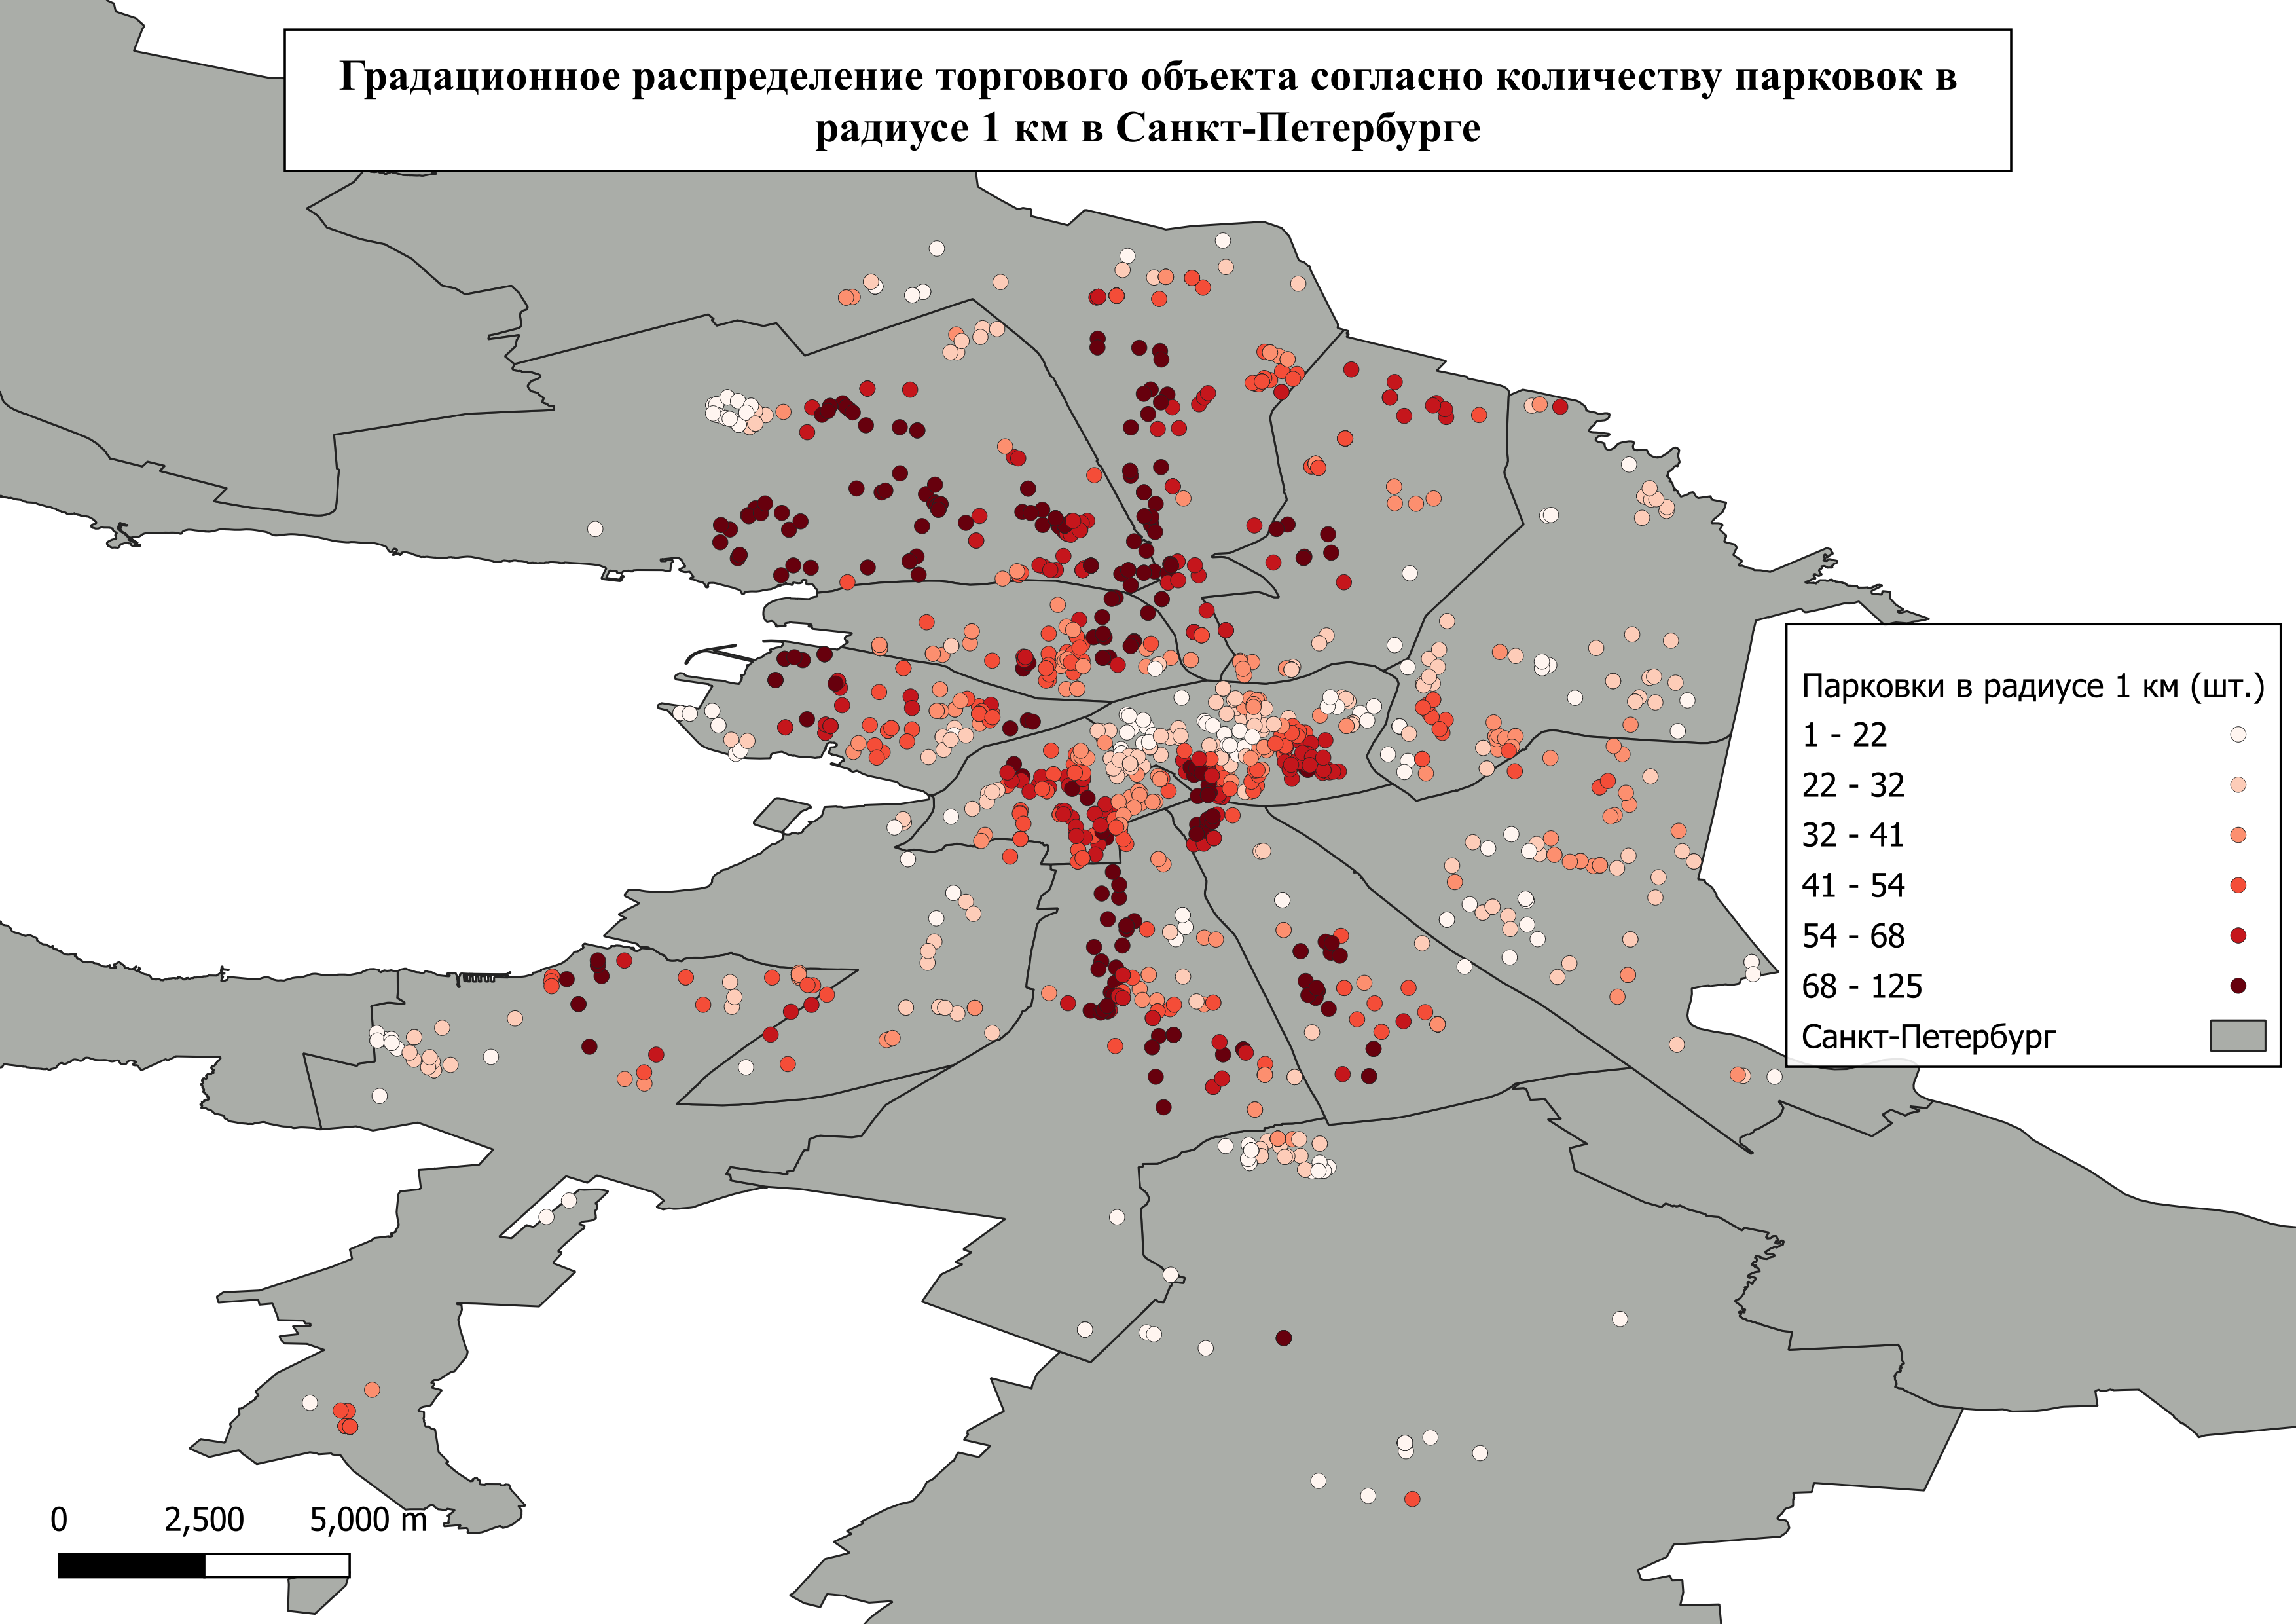 Градационное распределение торгового объекта согласно количеству парковок в
радиусе 1 км в Санкт-Петербурге
Парковки в радиусе 1 км (шт.)
1 - 22
22 - 32
32 - 41
41 - 54
54 - 68
68 - 125
Санкт-Петербург
0 2,500 5,000 m